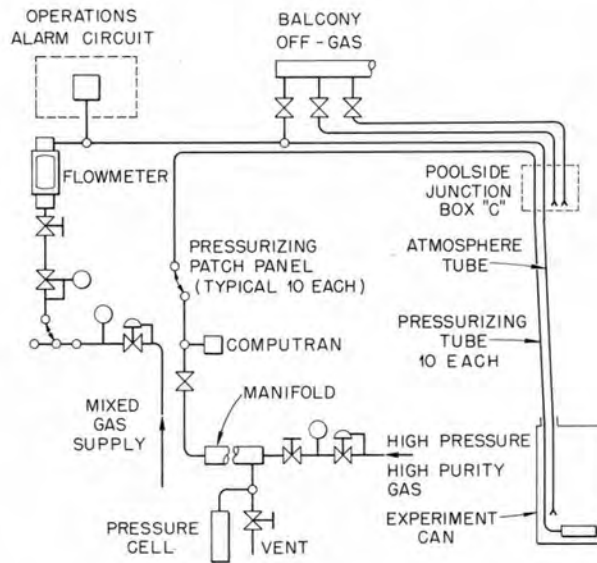 OPERATIONS
ALARM CIRCUIT
BALCONY
OFF-GAS
FLOWMETER
POOLSIDE
JUNCTION
BOX "C"
PRESSURIZING
PATCH PANEL
(TYPICAL 10 EACH)
ATMOSPHERE
TUBE
COMPUTRAN
PRESSURIZING
TUBE
10 EACH
MANIFOLD
MIXED
GAS
SUPPLY
HIGH PRESSURE
HIGH PURITY
GAS
EXPERIMENT
CAN
PRESSURE
CELL
VENT